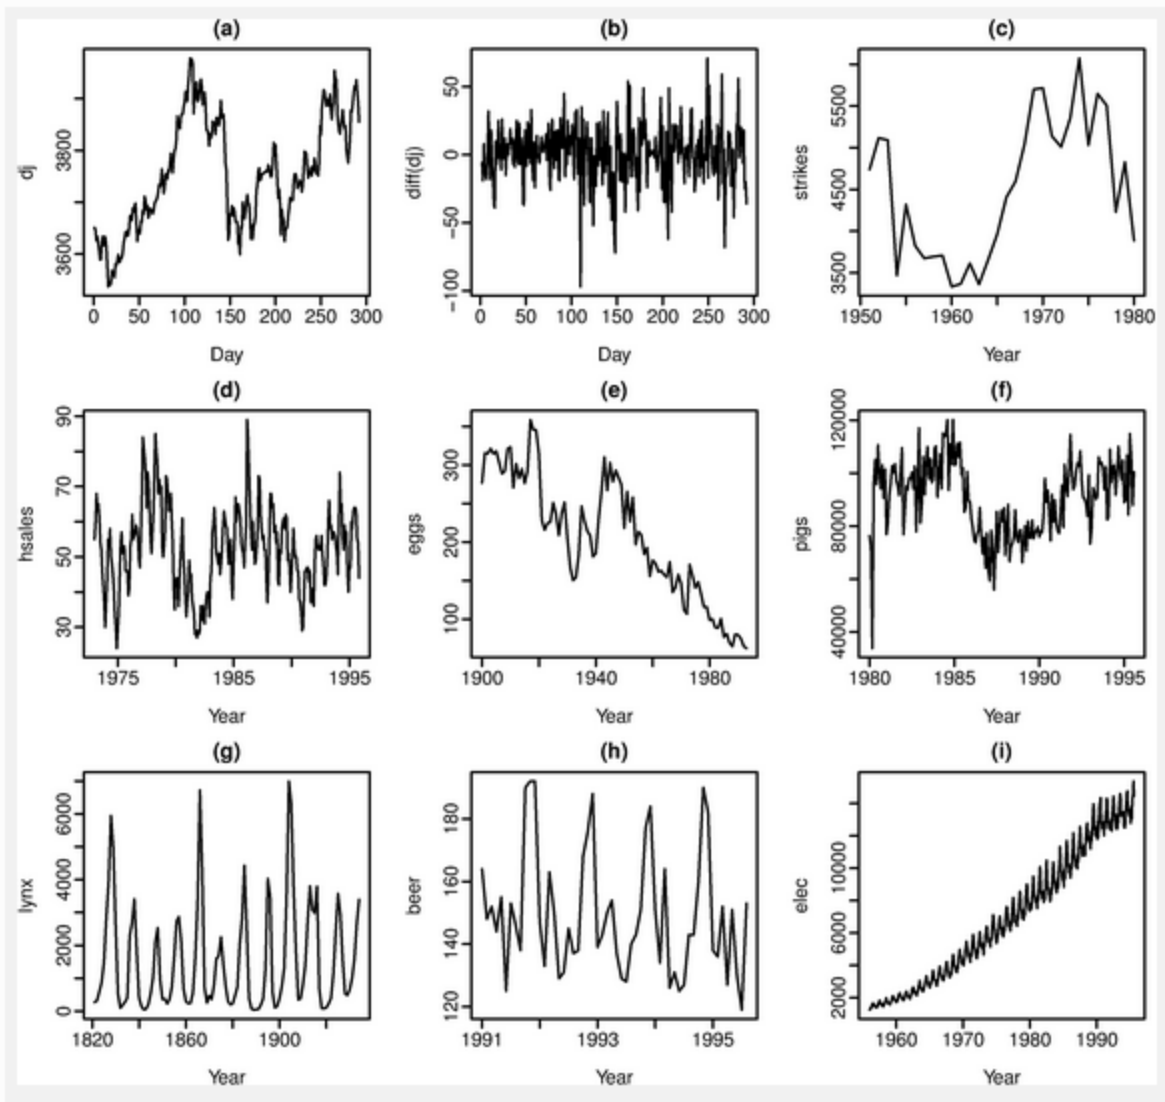 (a) (b) (c)
dj 3600 3800
0 50 100 150 200 250 300
Day
diff(dj) −100 −50 0 50
0 50 100 150 200 250 300
Day
strikes 3500 4500 5500
1950 1960 1970 1980
Year
(d) (e) (f)
hsales 30 50 70 90
1975 1985 1995
Year
eggs 100 200 300
1900 1940 1980
Year
pigs 40000 80000 120000
1980 1985 1990 1995
Year
(g) (h) (i)
lynx 0 2000 4000 6000
1820 1860 1900
Year
beer 120 140 160 180
1991 1993 1995
Year
elec 2000 6000 10000
1960 1970 1980 1990
Year